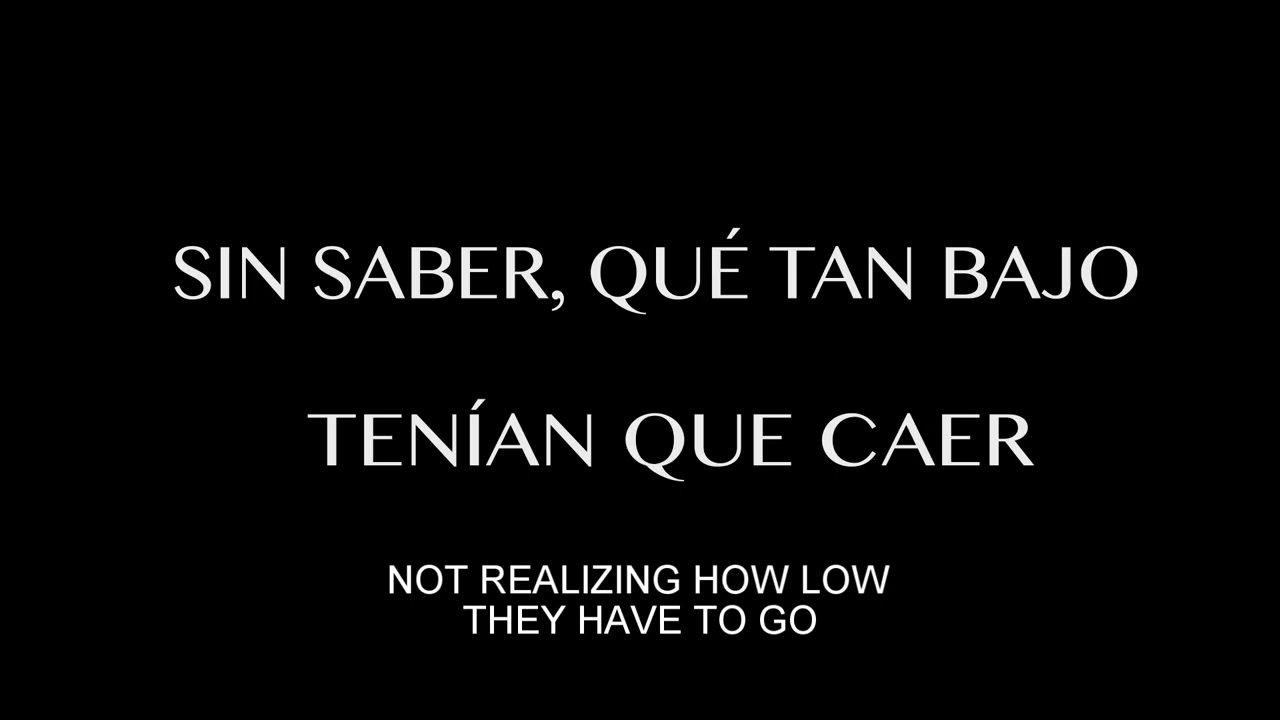 SIN SABER, QUÉ TAN BAJO
TENÍAN QUE CAER
NOT REALIZING HOW LOW
THEY HAVE TO GO